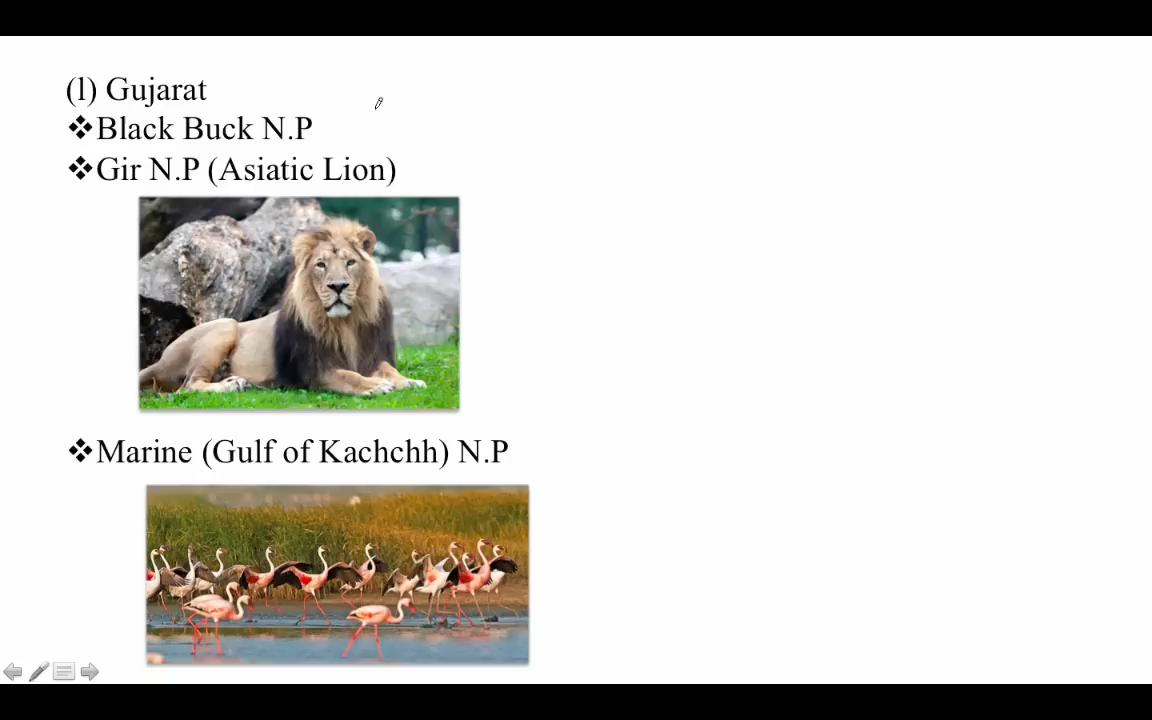 (l) Gujarat
❖Black Buck N.P
❖Gir N.P (Asiatic Lion)
❖Marine (Gulf of Kachchh) N.P